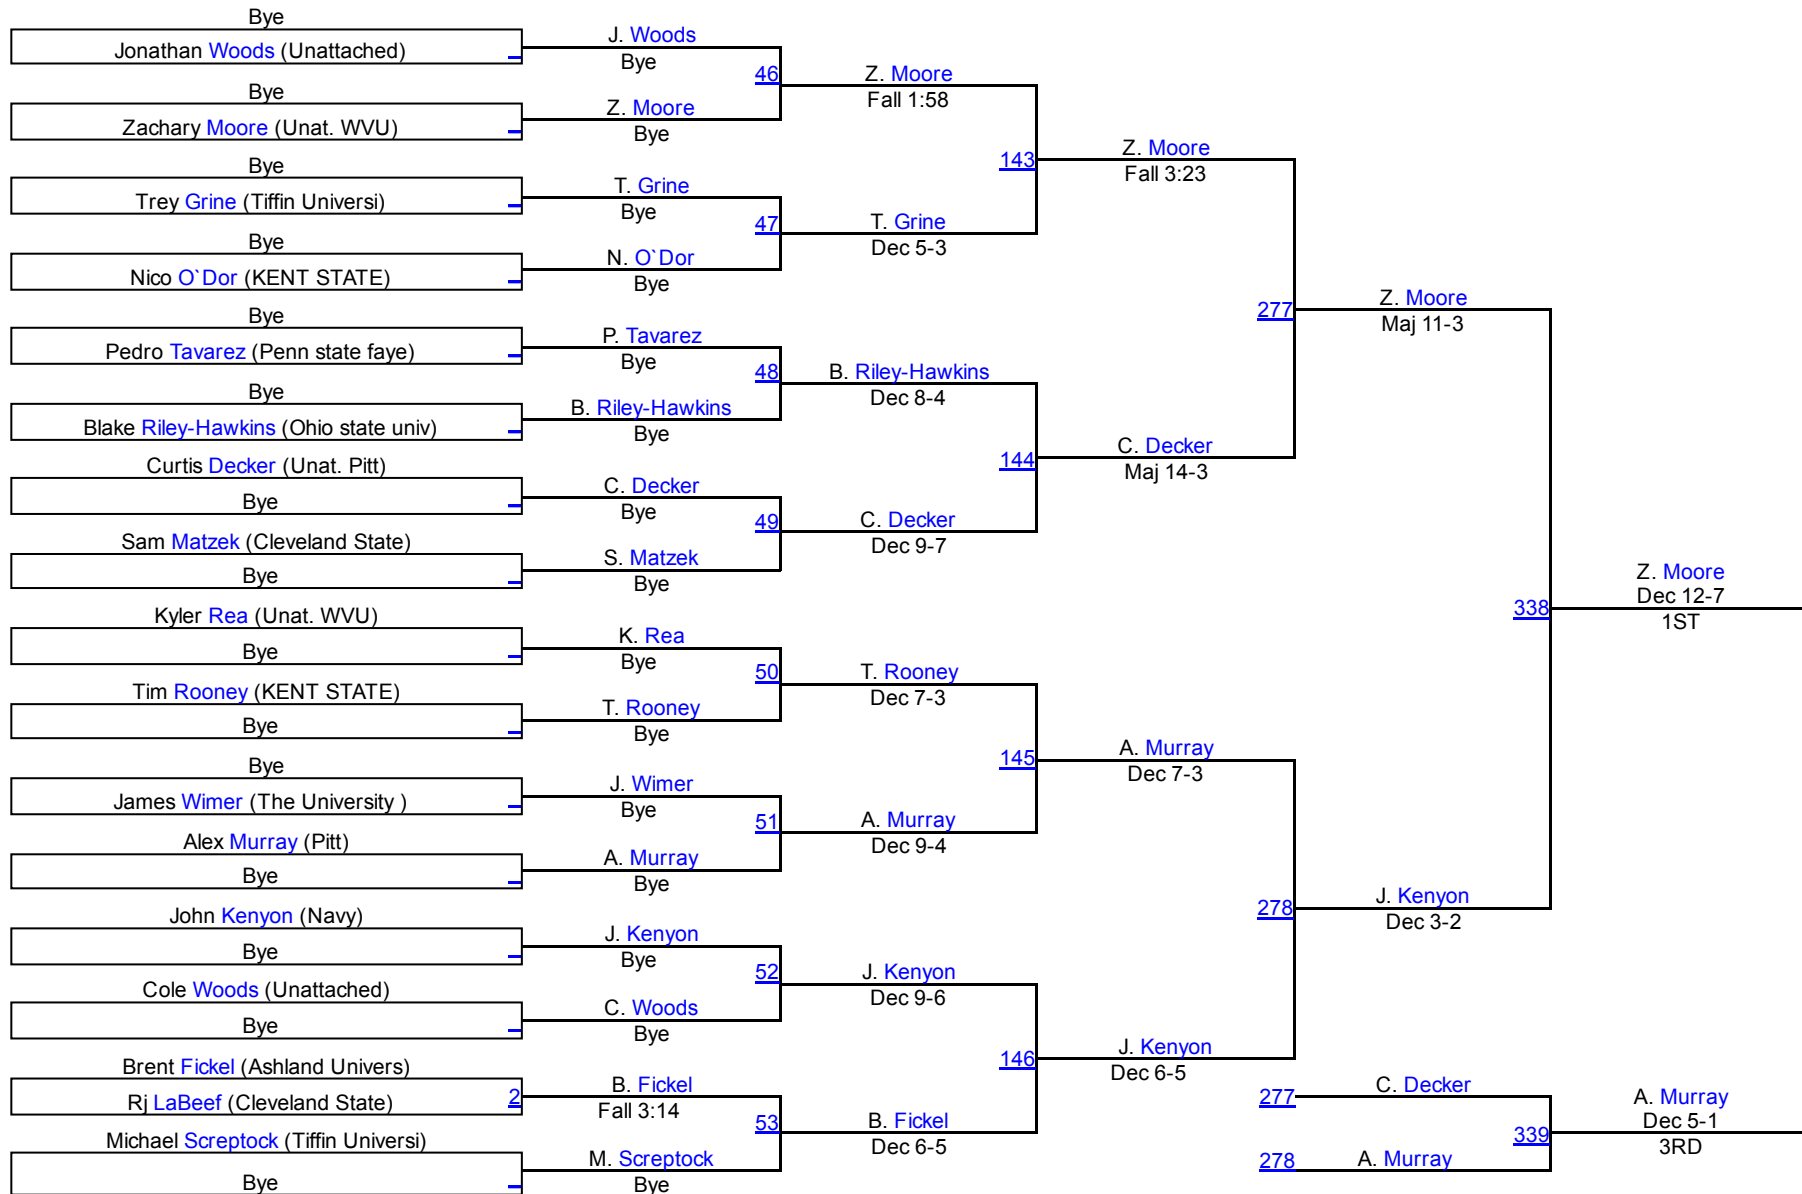 Bye
Jonathan Woods (Unattached)
Bye
Zachary Moore (Unat. WVU)
Bye
Trey Grine (Tiffin Universi)
Bye
Nico O`Dor (KENT STATE)
Bye
Pedro Tavarez (Penn state faye)
Bye
Blake Riley-Hawkins (Ohio state univ)
Curtis Decker (Unat. Pitt)
Bye
Sam Matzek (Cleveland State)
Bye
Kyler Rea (Unat. WVU)
Bye
Tim Rooney (KENT STATE)
Bye
Bye
James Wimer (The University )
Alex Murray (Pitt)
Bye
John Kenyon (Navy)
Bye
Cole Woods (Unattached)
Bye
Brent Fickel (Ashland Univers)
Rj LaBeef (Cleveland State)
2
Michael Screptock (Tiffin Universi)
Bye
J. Woods
Bye
46
Z. Moore
Bye
T. Grine
Bye
47
N. O`Dor
Bye
P. Tavarez
Bye
48
B. Riley-Hawkins
Bye
C. Decker
Bye
49
S. Matzek
Bye
K. Rea
Bye
50
T. Rooney
Bye
J. Wimer
Bye
51
A. Murray
Bye
J. Kenyon
Bye
52
C. Woods
Bye
B. Fickel
Fall 3:14
53
M. Screptock
Bye
Z. Moore
Fall 1:58
143
T. Grine
Dec 5-3
B. Riley-Hawkins
Dec 8-4
144
C. Decker
Dec 9-7
T. Rooney
Dec 7-3
145
A. Murray
Dec 9-4
J. Kenyon
Dec 9-6
146
B. Fickel
Dec 6-5
Z. Moore
Fall 3:23
277
C. Decker
Maj 14-3
A. Murray
Dec 7-3
278
J. Kenyon
Dec 6-5
Z. Moore
Maj 11-3
338
J. Kenyon
Dec 3-2
Z. Moore
Dec 12-7
1ST
277
C. Decker
339
278
A. Murray
A. Murray
Dec 5-1
3RD